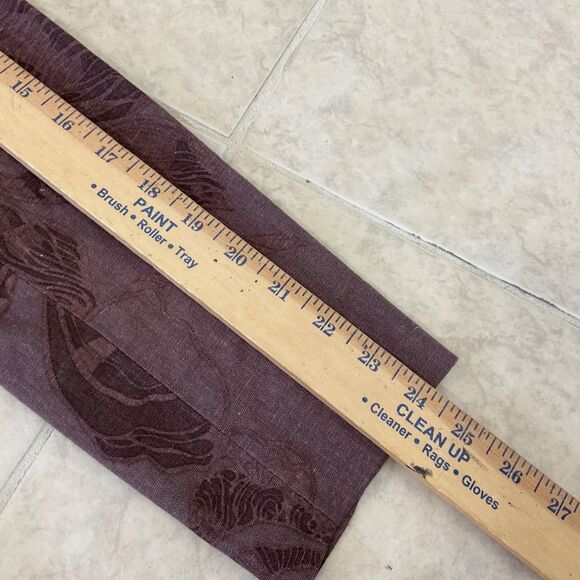 15 16 17 18 19 20 21 22 23 24 25 26 27
PAINT
• Brush • Roller • Tray
CLEAN UP
• Cleaner • Rags • Gloves